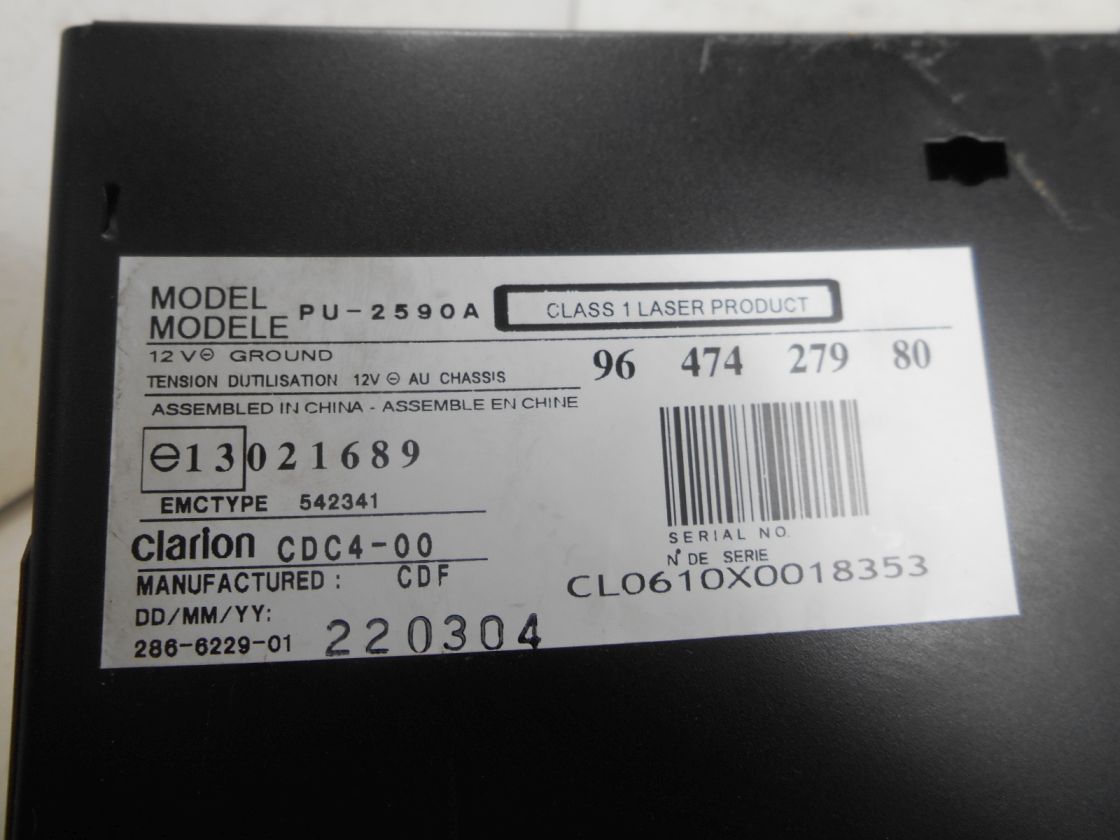 MODEL
MODELE PU-2590A CLASS 1 LASER PRODUCT
12 V⊖ GROUND
96 474 279 80
TENSION DUTILISATION 12V ⊖ AU CHASSIS
ASSEMBLED IN CHINA - ASSEMBLE EN CHINE
e13 021689
EMCTYPE 542341
clarion CDC4-00
SERIAL NO.
N° DE SERIE
CL0610X0018353
MANUFACTURED : CDF
DD/MM/YY:
286-6229-01 220304